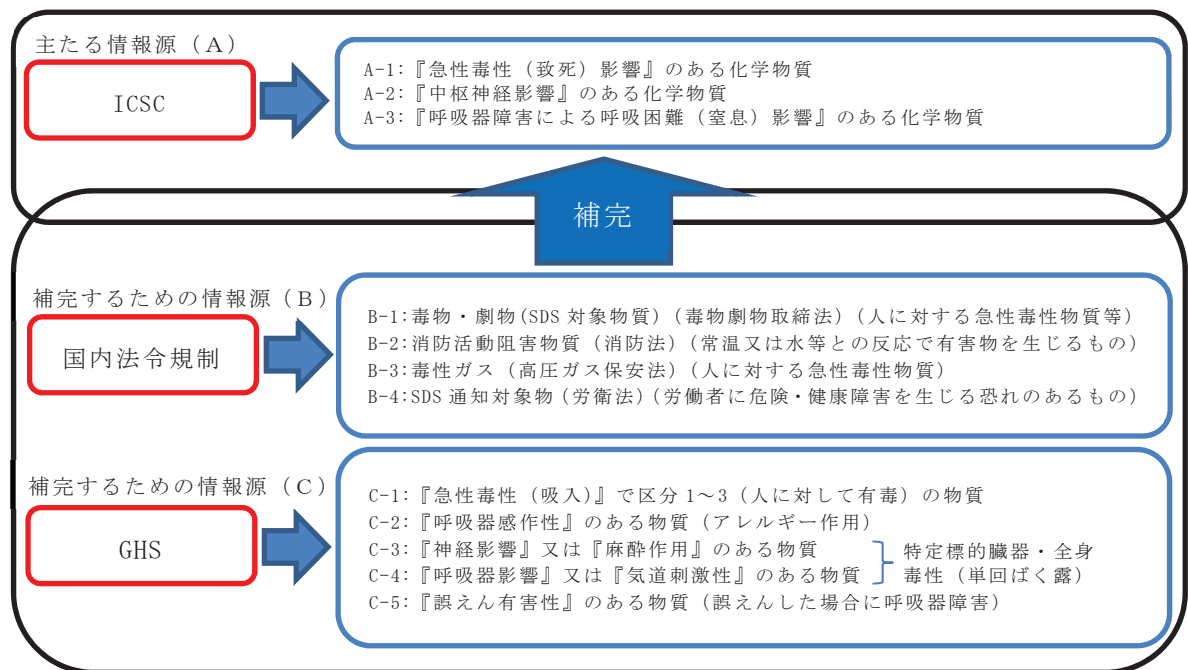 主たる情報源（Ａ）
ICSC
A-1:『急性毒性（致死）影響』のある化学物質
A-2:『中枢神経影響』のある化学物質
A-3:『呼吸器障害による呼吸困難（窒息）影響』のある化学物質
補完
補完するための情報源（Ｂ）
国内法令規制
B-1:毒物・劇物(SDS 対象物質)（毒物劇物取締法）(人に対する急性毒性物質等)
B-2:消防活動阻害物質（消防法）(常温又は水等との反応で有害物を生じるもの)
B-3:毒性ガス（高圧ガス保安法）(人に対する急性毒性物質)
B-4:SDS 通知対象物(労衛法)(労働者に危険・健康障害を生じる恐れのあるもの)
補完するための情報源（Ｃ）
GHS
C-1:『急性毒性（吸入）』で区分 1～3（人に対して有毒）の物質
C-2:『呼吸器感作性』のある物質（アレルギー作用）
C-3:『神経影響』又は『麻酔作用』のある物質
C-4:『呼吸器影響』又は『気道刺激性』のある物質
特定標的臓器・全身
毒性（単回ばく露）
C-5:『誤えん有害性』のある物質（誤えんした場合に呼吸器障害）